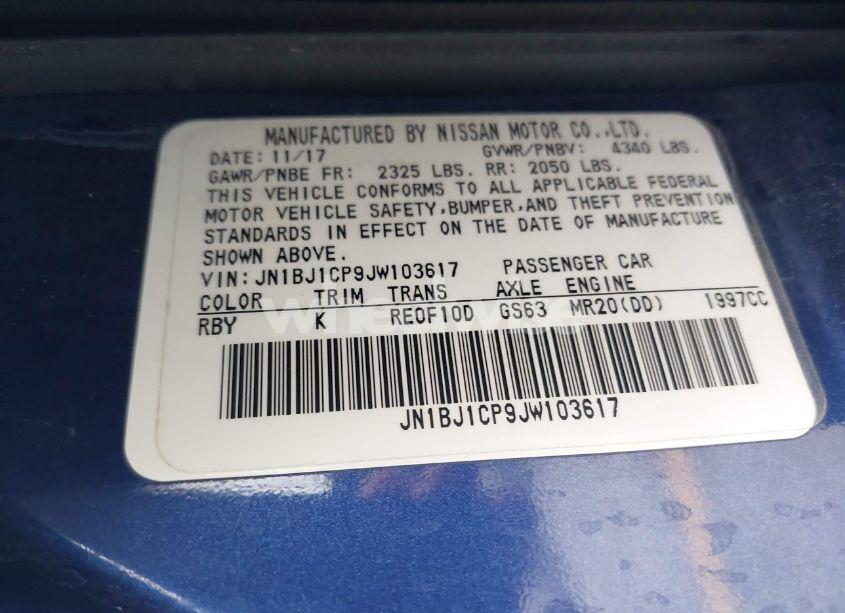 MANUFACTURED BY NISSAN MOTOR CO.,LTD.
DATE: 11/17 GVWR/PNBV: 4340 LBS.
GAWR/PNBE FR: 2325 LBS. RR: 2050 LBS.
THIS VEHICLE CONFORMS TO ALL APPLICABLE FEDERAL
MOTOR VEHICLE SAFETY,BUMPER,AND THEFT PREVENTION
STANDARDS IN EFFECT ON THE DATE OF MANUFACTURE
SHOWN ABOVE.
VIN:JN1BJ1CP9JW103617 PASSENGER CAR
COLOR TRIM TRANS AXLE ENGINE
RBY K RE0F10D GS63 MR20(DD) 1997CC
JN1BJ1CP9JW103617